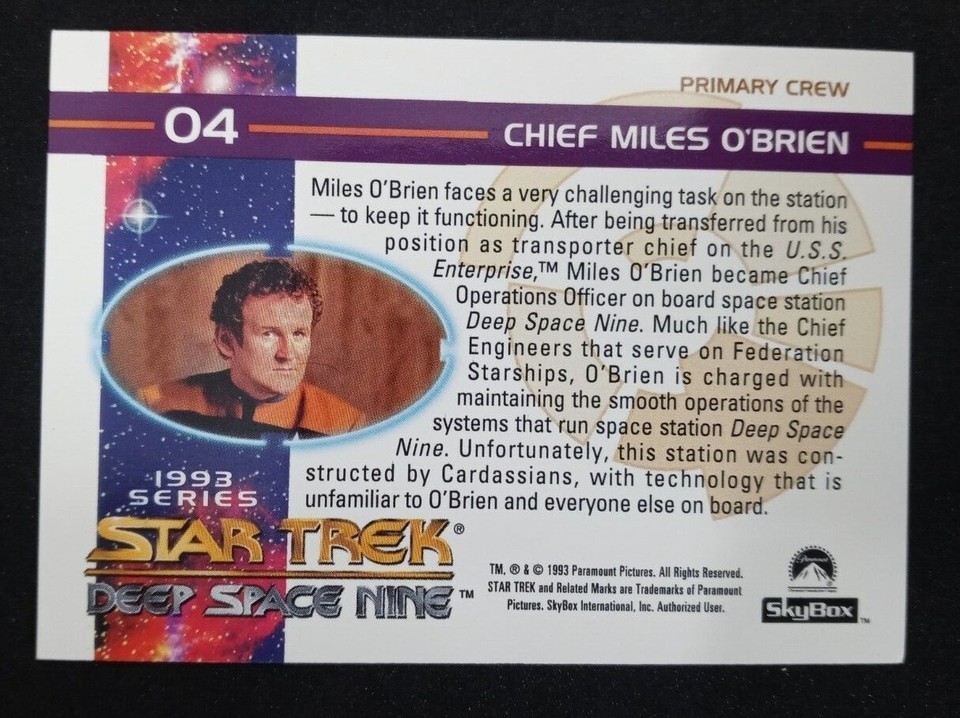 PRIMARY CREW
04
CHIEF MILES O'BRIEN
Miles O'Brien faces a very challenging task on the station
— to keep it functioning. After being transferred from his
position as transporter chief on the U.S.S.
Enterprise,™ Miles O'Brien became Chief
Operations Officer on board space station
Deep Space Nine. Much like the Chief
Engineers that serve on Federation
Starships, O'Brien is charged with
maintaining the smooth operations of the
systems that run space station Deep Space
Nine. Unfortunately, this station was con-
structed by Cardassians, with technology that is
unfamiliar to O'Brien and everyone else on board.
1993
SERIES
STAR TREK®
DEEP SPACE NINE™
TM, ® & © 1993 Paramount Pictures. All Rights Reserved.
STAR TREK and Related Marks are Trademarks of Paramount
Pictures. SkyBox International, Inc. Authorized User.
Paramount
SkyBox™